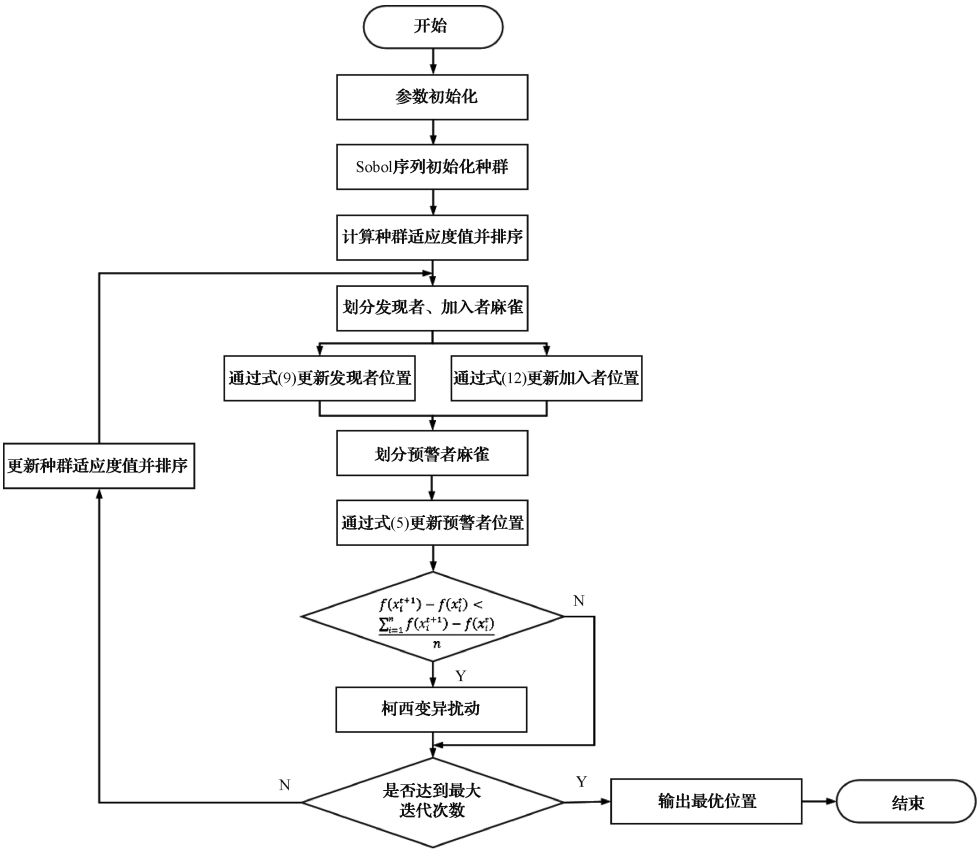 开始
参数初始化
Sobol序列初始化种群
计算种群适应度值并排序
划分发现者、加入者麻雀
通过式(9)更新发现者位置
通过式(12)更新加入者位置
划分预警者麻雀
更新种群适应度值并排序
通过式(5)更新预警者位置
f(x_i^{t+1}) − f(x_i^t) <
\frac{∑_{i=1}^{n} f(x_i^{t+1}) − f(x_i^t)}{n}
N
Y
柯西变异扰动
是否达到最大
迭代次数
N
Y
输出最优位置
结束